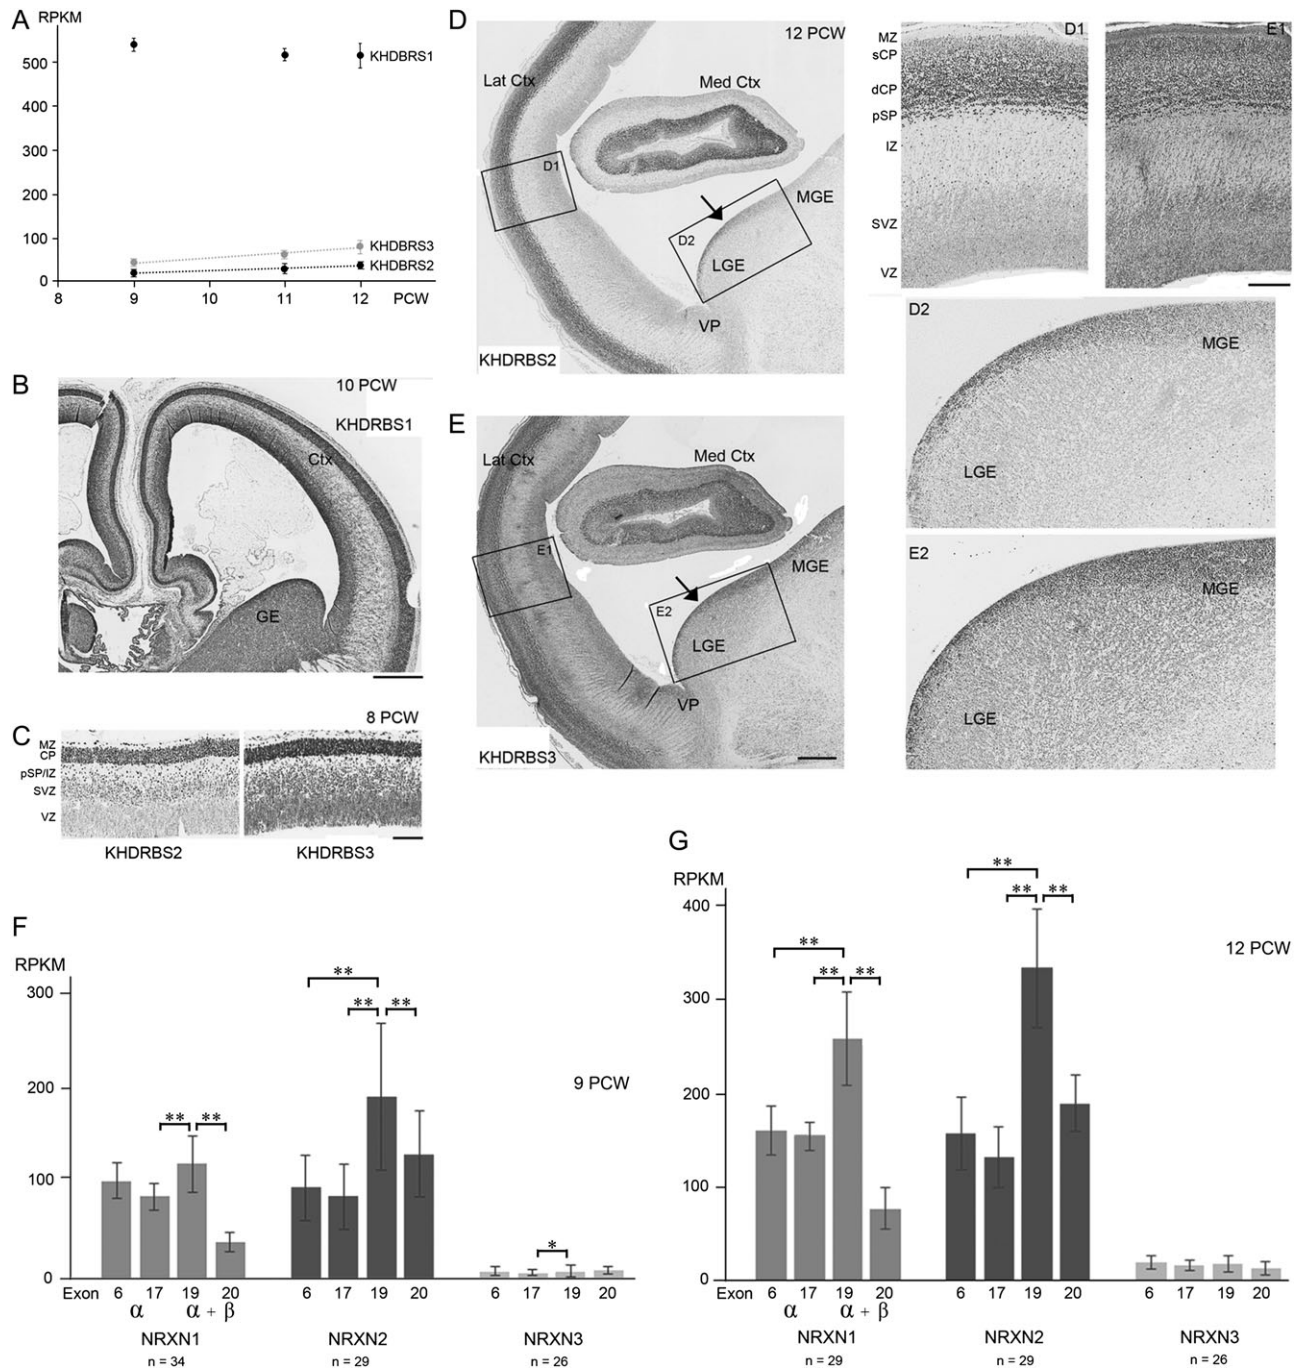 A
RPKM
500
400
300
200
100
0
8 9 10 11 12 PCW
KHDBRS1
KHDBRS3
KHDBRS2
B
10 PCW
KHDRBS1
Ctx
GE
C
8 PCW
MZ
CP
pSP/IZ
SVZ
VZ
KHDRBS2 KHDRBS3
D
12 PCW
Lat Ctx
Med Ctx
D1
MGE
D2
LGE
VP
KHDRBS2
E
Lat Ctx
Med Ctx
E1
MGE
E2
LGE
VP
KHDRBS3
D1 E1
MZ
sCP
dCP
pSP
IZ
SVZ
VZ
D2
MGE
LGE
E2
MGE
LGE
F
RPKM
300
200
100
0
9 PCW
** **
**
** **
*
Exon 6 17 19 20 6 17 19 20 6 17 19 20
α α + β
NRXN1 NRXN2 NRXN3
n = 34 n = 29 n = 26
G
RPKM
400
300
200
100
0
12 PCW
**
** **
**
** **
Exon 6 17 19 20 6 17 19 20 6 17 19 20
α α + β
NRXN1 NRXN2 NRXN3
n = 29 n = 29 n = 26